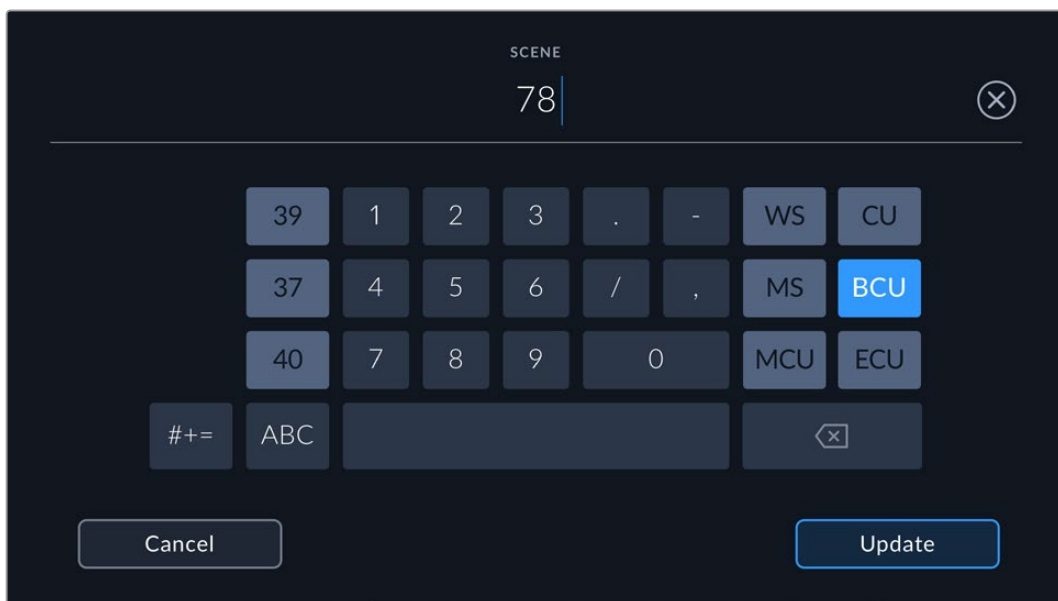 SCENE
78
39 1 2 3 . - WS CU
37 4 5 6 / , MS BCU
40 7 8 9 0 MCU ECU
#+= ABC
Cancel Update